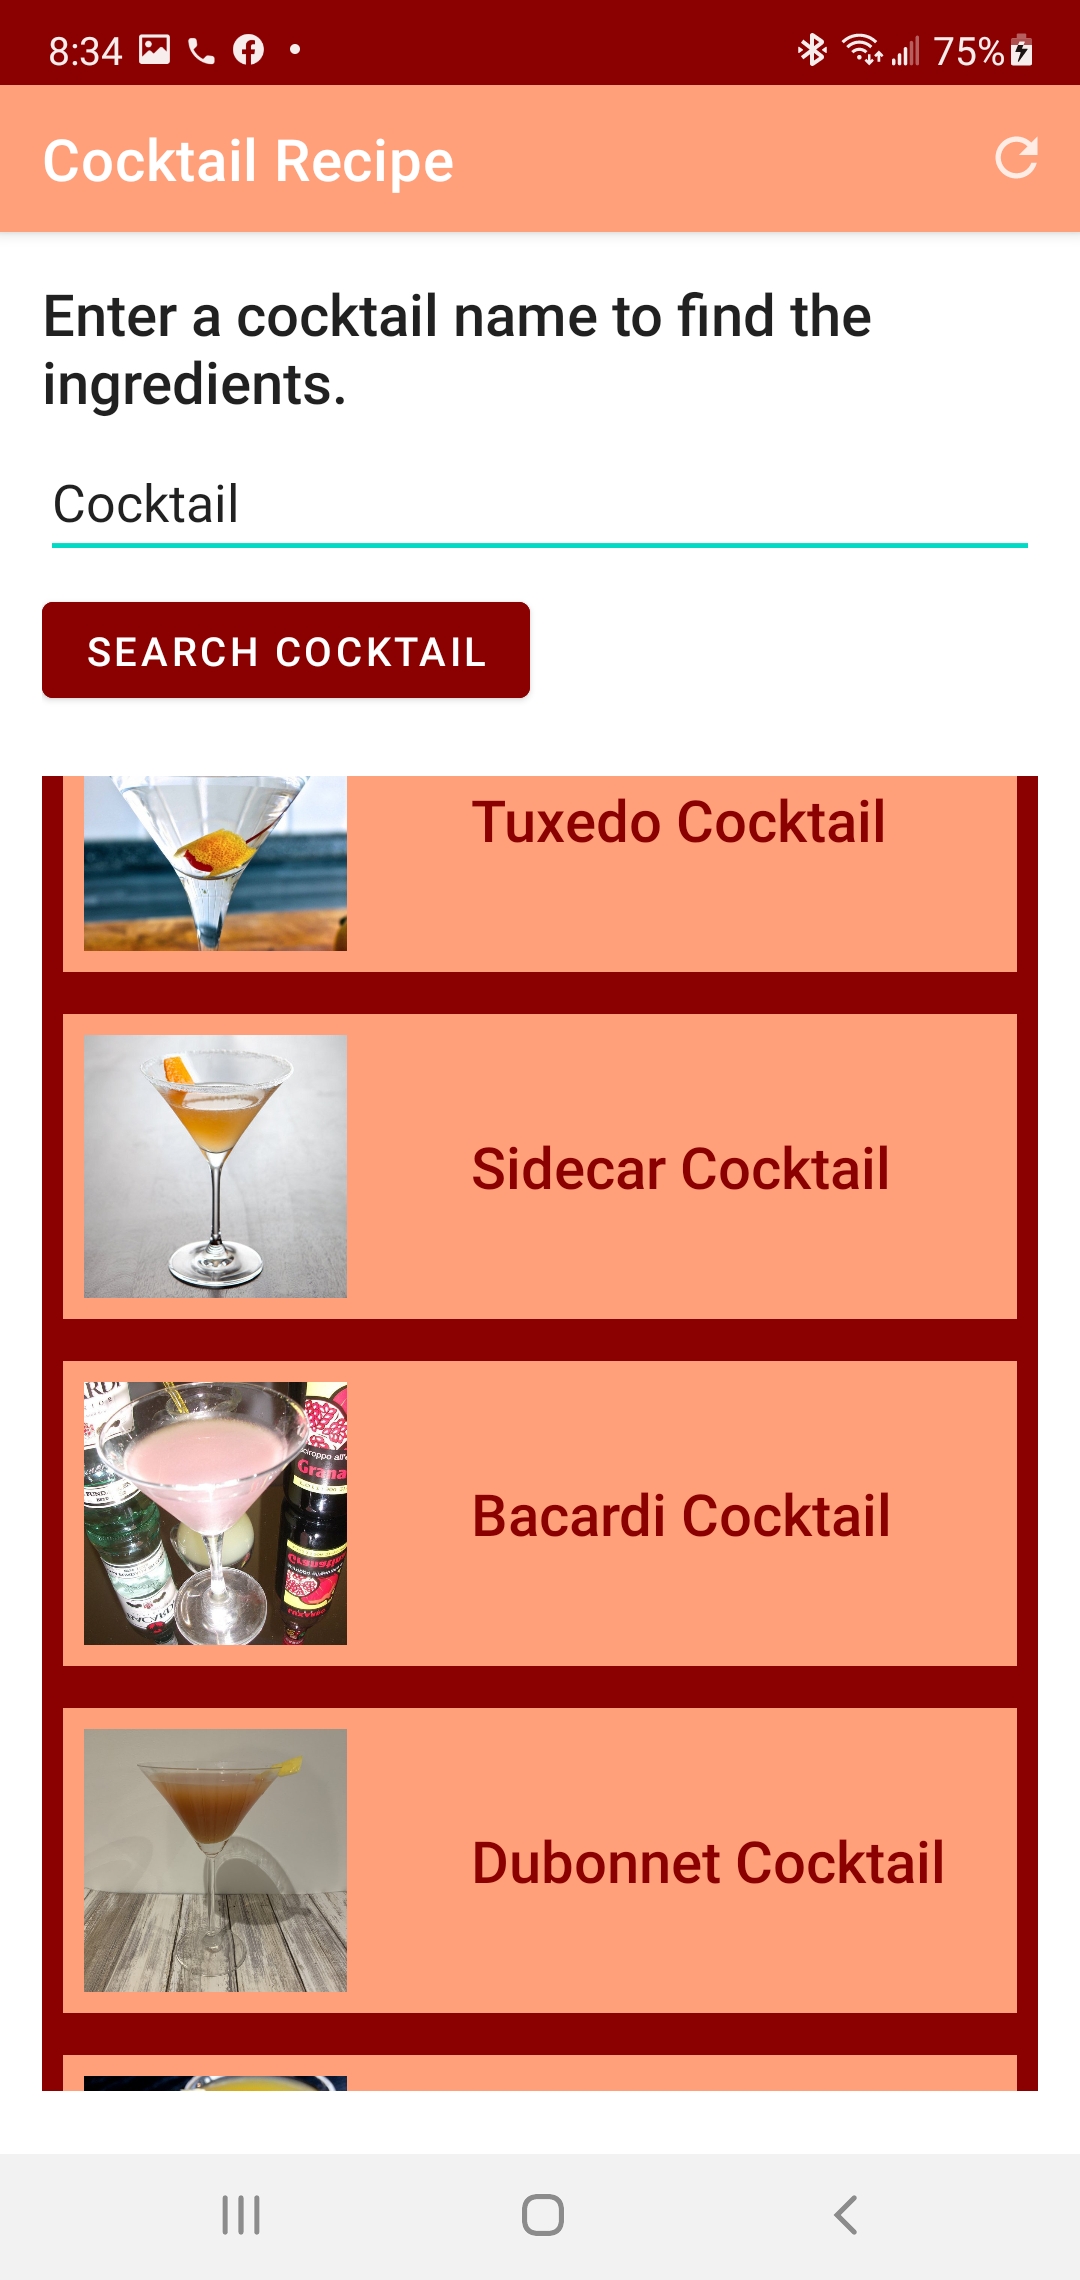 8:34
75%
Cocktail Recipe
Enter a cocktail name to find the
ingredients.
Cocktail
SEARCH COCKTAIL
Tuxedo Cocktail
Sidecar Cocktail
Bacardi Cocktail
Dubonnet Cocktail